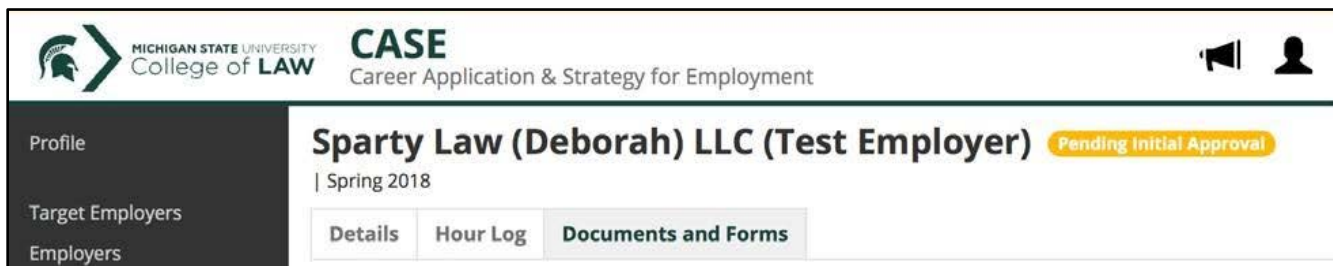 MICHIGAN STATE UNIVERSITY
College of LAW
CASE
Career Application & Strategy for Employment
Profile
Target Employers
Employers
Sparty Law (Deborah) LLC (Test Employer) Pending Initial Approval
| Spring 2018
Details Hour Log Documents and Forms